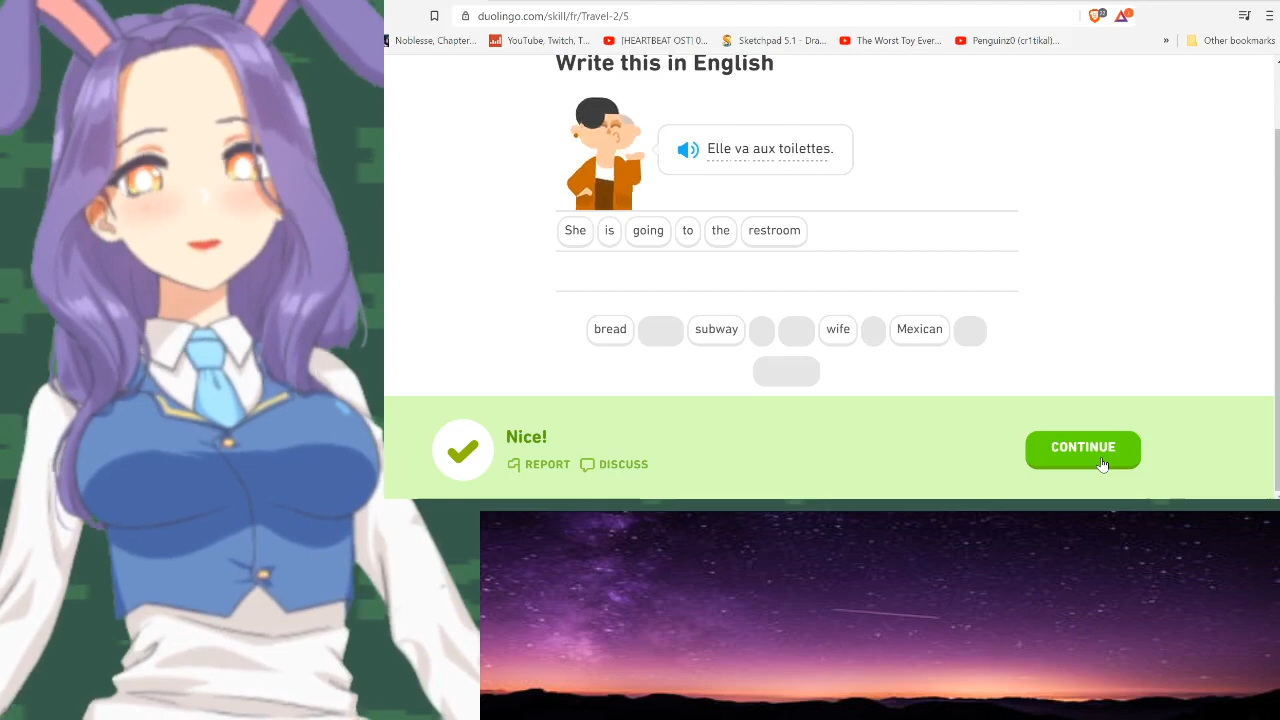 duolingo.com/skill/fr/Travel-2/5
Noblesse, Chapter... YouTube, Twitch, T... [HEARTBEAT OST] 0... Sketchpad 5.1 - Dr... The Worst Toy Ever... Penguinz0 (cr1tikal)... » Other bookmarks
Write this in English
Elle va aux toilettes.
She is going to the restroom
bread subway wife Mexican
Nice!
REPORT DISCUSS
CONTINUE